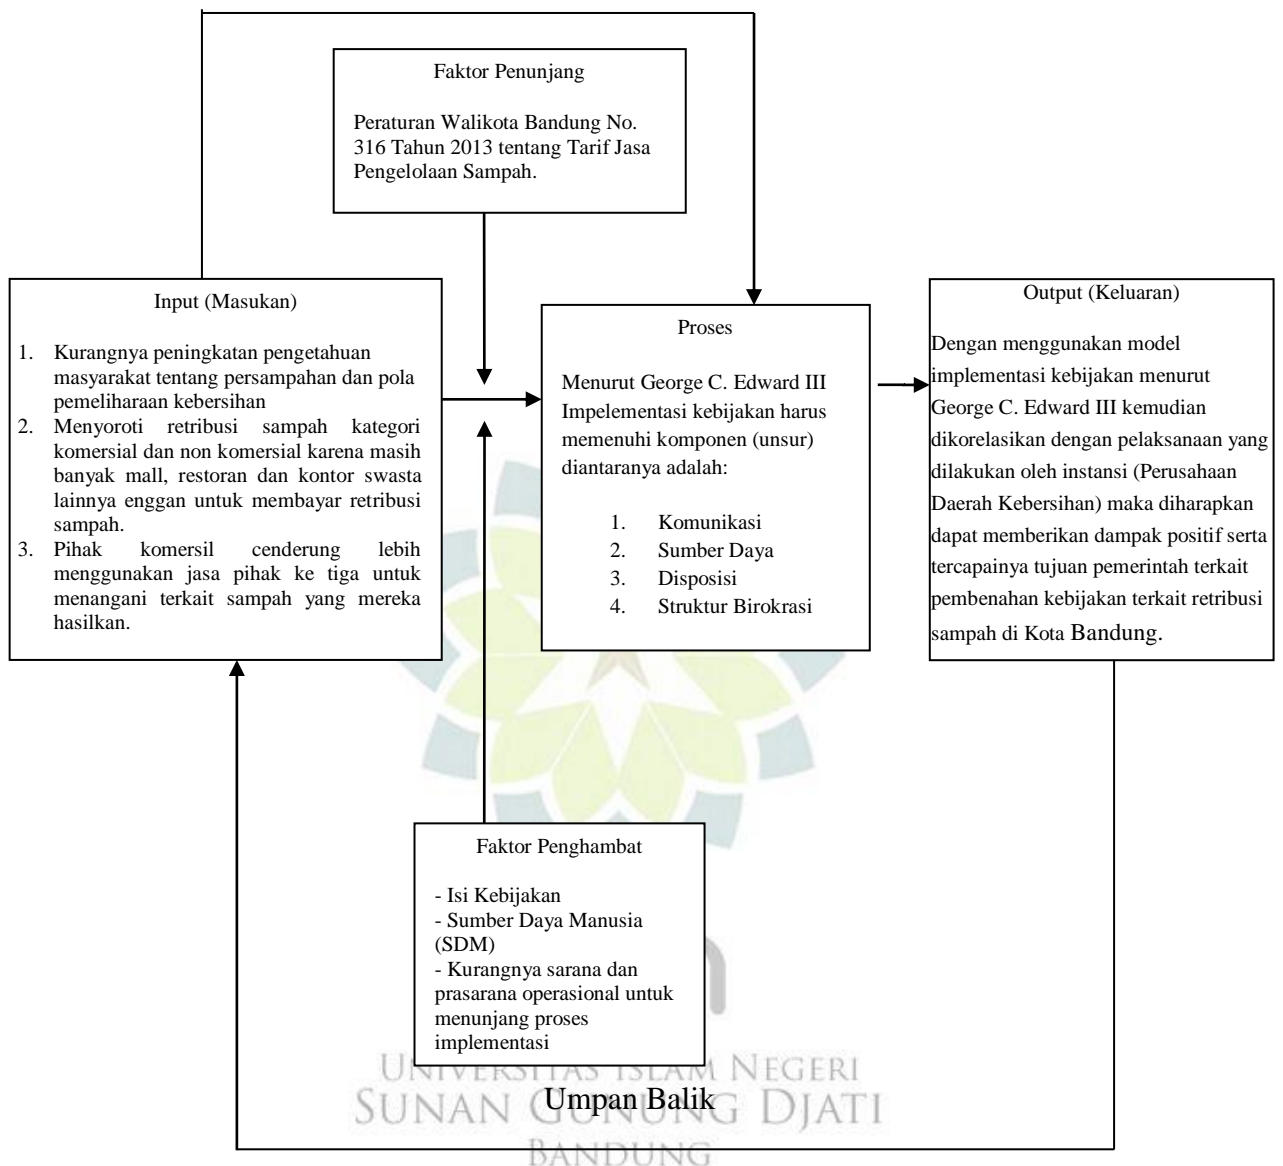 Faktor Penunjang
Peraturan Walikota Bandung No.
316 Tahun 2013 tentang Tarif Jasa
Pengelolaan Sampah.
Input (Masukan)
1. Kurangnya peningkatan pengetahuan
masyarakat tentang persampahan dan pola
pemeliharaan kebersihan
2. Menyoroti retribusi sampah kategori
komersial dan non komersial karena masih
banyak mall, restoran dan kontor swasta
lainnya enggan untuk membayar retribusi
sampah.
3. Pihak komersil cenderung lebih
menggunakan jasa pihak ke tiga untuk
menangani terkait sampah yang mereka
hasilkan.
Proses
Menurut George C. Edward III
Impelementasi kebijakan harus
memenuhi komponen (unsur)
diantaranya adalah:
1. Komunikasi
2. Sumber Daya
3. Disposisi
4. Struktur Birokrasi
Output (Keluaran)
Dengan menggunakan model
implementasi kebijakan menurut
George C. Edward III kemudian
dikorelasikan dengan pelaksanaan yang
dilakukan oleh instansi (Perusahaan
Daerah Kebersihan) maka diharapkan
dapat memberikan dampak positif serta
tercapainya tujuan pemerintah terkait
pembenahan kebijakan terkait retribusi
sampah di Kota Bandung.
Faktor Penghambat
- Isi Kebijakan
- Sumber Daya Manusia
(SDM)
- Kurangnya sarana dan
prasarana operasional untuk
menunjang proses
implementasi
UNIVERSITAS ISLAM NEGERI
Umpan Balik
SUNAN GUNUNG DJATI
BANDUNG